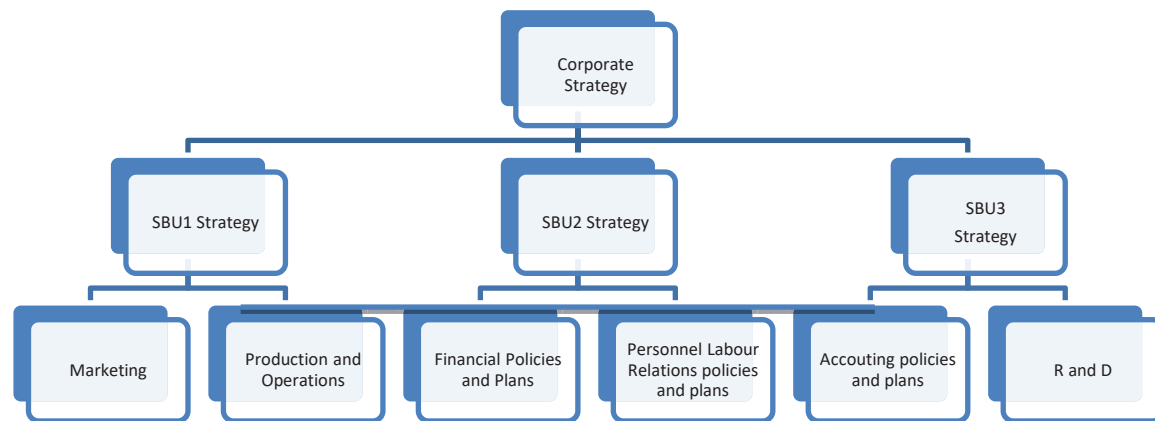 Corporate
Strategy
SBU1 Strategy
SBU2 Strategy
SBU3
Strategy
Marketing
Production and
Operations
Financial Policies
and Plans
Personnel Labour
Relations policies
and plans
Accouting policies
and plans
R and D